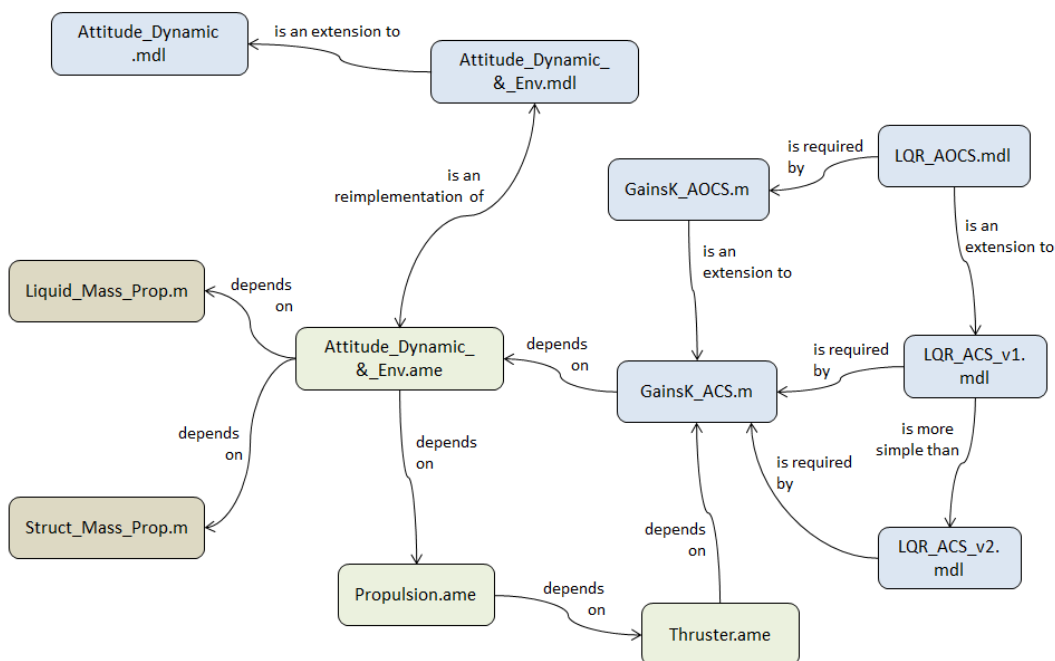 Attitude_Dynamic
.mdl
is an extension to
Attitude_Dynamic_
&_Env.mdl
is an
reimplementation of
is required
by
LQR_AOCS.mdl
GainsK_AOCS.m
is an
extension to
is an
extension to
Liquid_Mass_Prop.m
depends
on
Attitude_Dynamic_
&_Env.ame
depends
on
GainsK_ACS.m
is required
by
LQR_ACS_v1.
mdl
depends
on
depends
on
is required
by
is more
simple than
Struct_Mass_Prop.m
depends
on
LQR_ACS_v2.
mdl
Propulsion.ame
depends
on
Thruster.ame